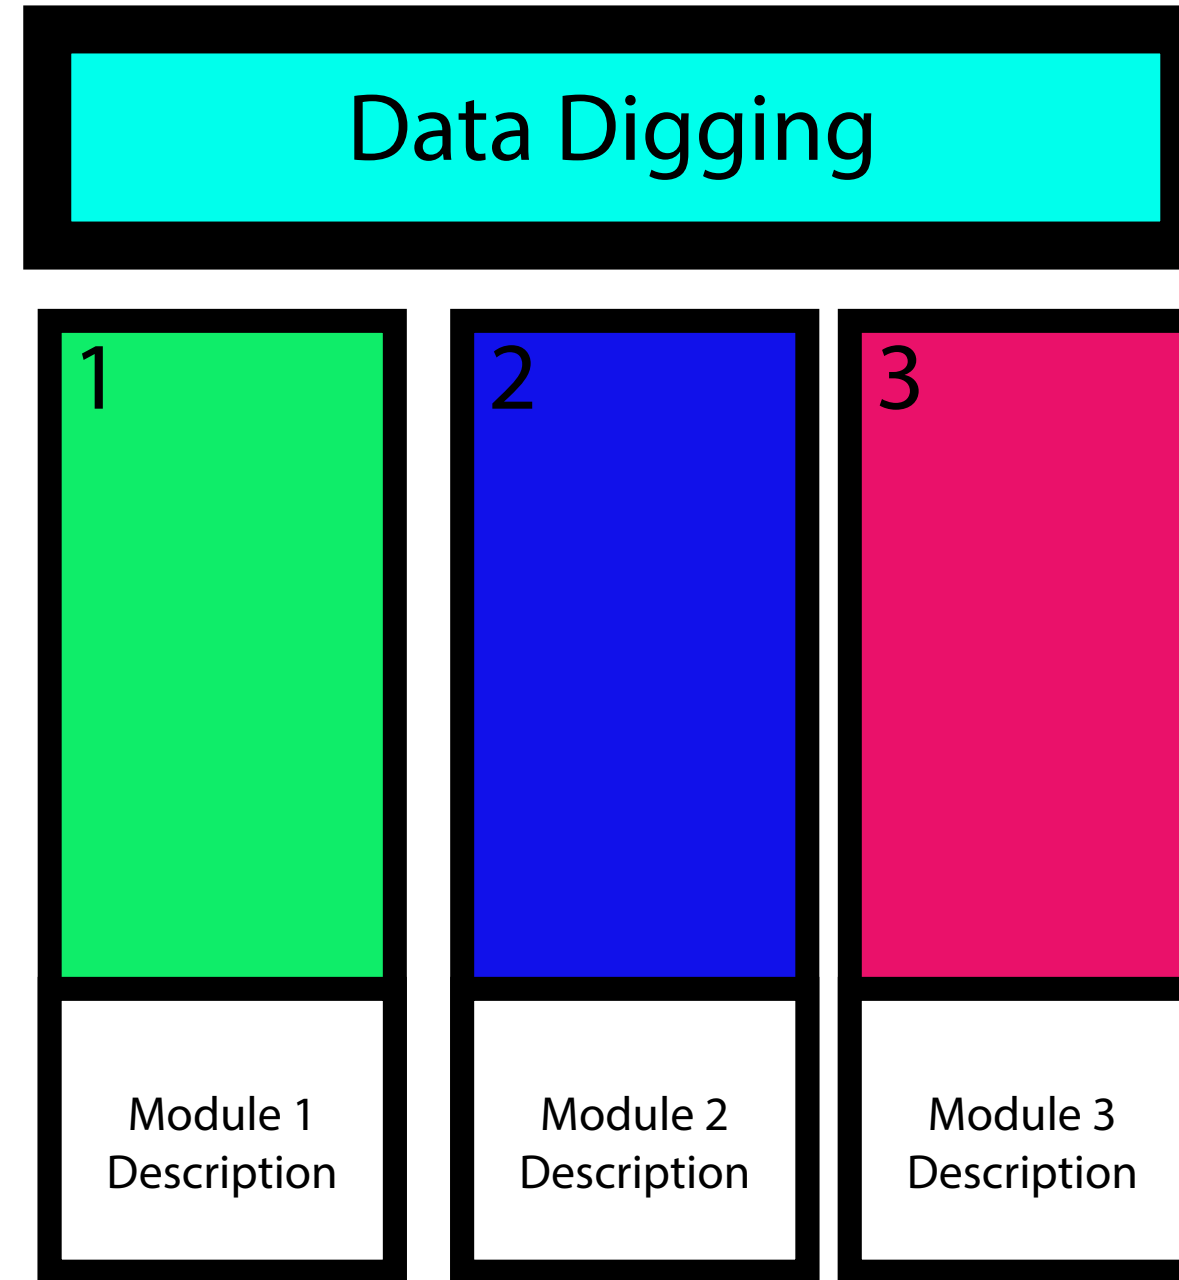 Data Digging
1
2
3
Module 1
Description
Module 2
Description
Module 3
Description